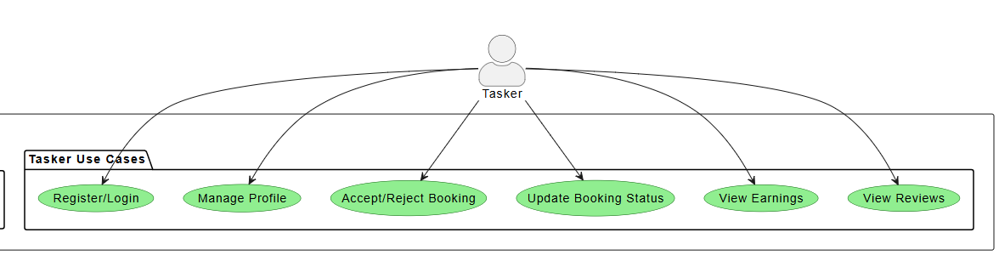 Tasker
Tasker Use Cases
Register/Login
Manage Profile
Accept/Reject Booking
Update Booking Status
View Earnings
View Reviews